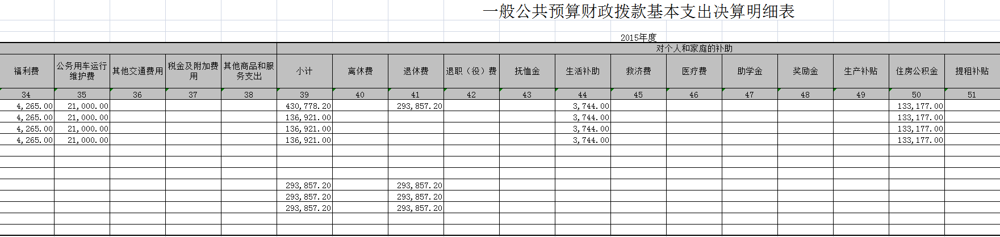 一般公共预算财政拨款基本支出决算明细表
2015年度
对个人和家庭的补助
福利费 公务用车运行维护费 其他交通费用 税金及附加费用 其他商品和服务支出 小计 离休费 退休费 退职（役）费 抚恤金 生活补助 救济费 医疗费 助学金 奖励金 生产补贴 住房公积金 提租补贴
34 35 36 37 38 39 40 41 42 43 44 45 46 47 48 49 50 51
4,265.00 21,000.00 430,778.20 293,857.20 3,744.00 133,177.00
4,265.00 21,000.00 136,921.00 3,744.00 133,177.00
4,265.00 21,000.00 136,921.00 3,744.00 133,177.00
4,265.00 21,000.00 136,921.00 3,744.00 133,177.00
293,857.20 293,857.20
293,857.20 293,857.20
293,857.20 293,857.20